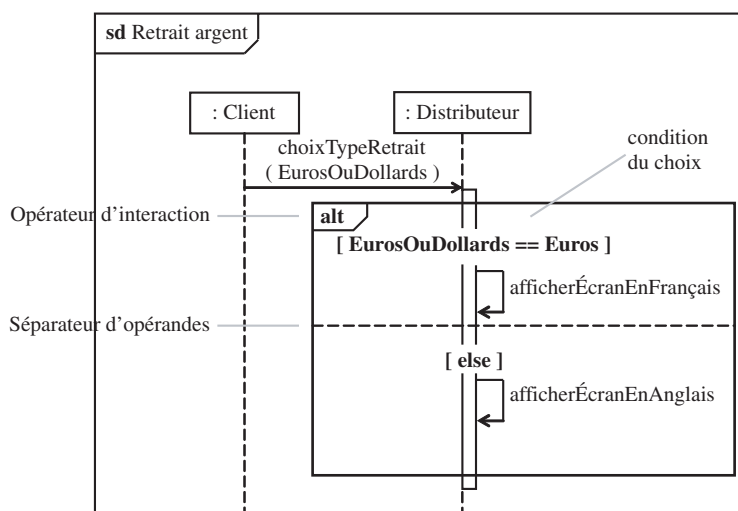 sd Retrait argent
: Client
: Distributeur
choixTypeRetrait
( EurosOuDollards )
condition
du choix
Opérateur d’interaction
alt
[ EurosOuDollards == Euros ]
afficherÉcranEnFrançais
Séparateur d’opérandes
[ else ]
afficherÉcranEnAnglais